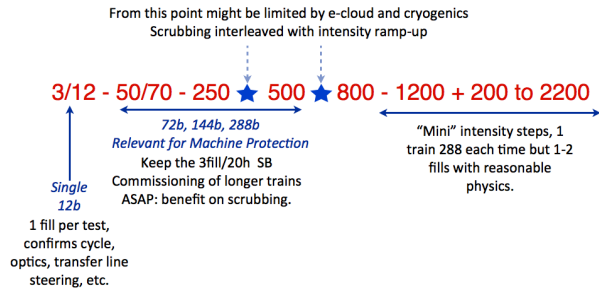 From this point might be limited by e-cloud and cryogenics
Scrubbing interleaved with intensity ramp-up
3/12 - 50/70 - 250 500 800 - 1200 + 200 to 2200
72b, 144b, 288b
Relevant for Machine Protection
Keep the 3fill/20h SB
Commissioning of longer trains
ASAP: benefit on scrubbing.
"Mini" intensity steps, 1
train 288 each time but 1-2
fills with reasonable
physics.
Single
12b
1 fill per test,
confirms cycle,
optics, transfer line
steering, etc.